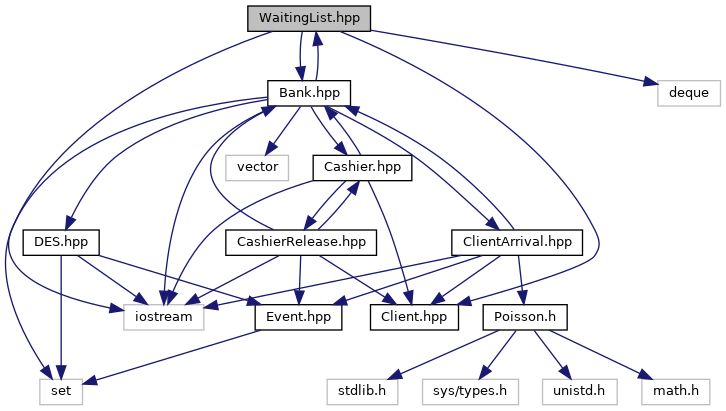 WaitingList.hpp
Bank.hpp
deque
vector
Cashier.hpp
DES.hpp
CashierRelease.hpp
ClientArrival.hpp
iostream
Event.hpp
Client.hpp
Poisson.h
set
stdlib.h
sys/types.h
unistd.h
math.h